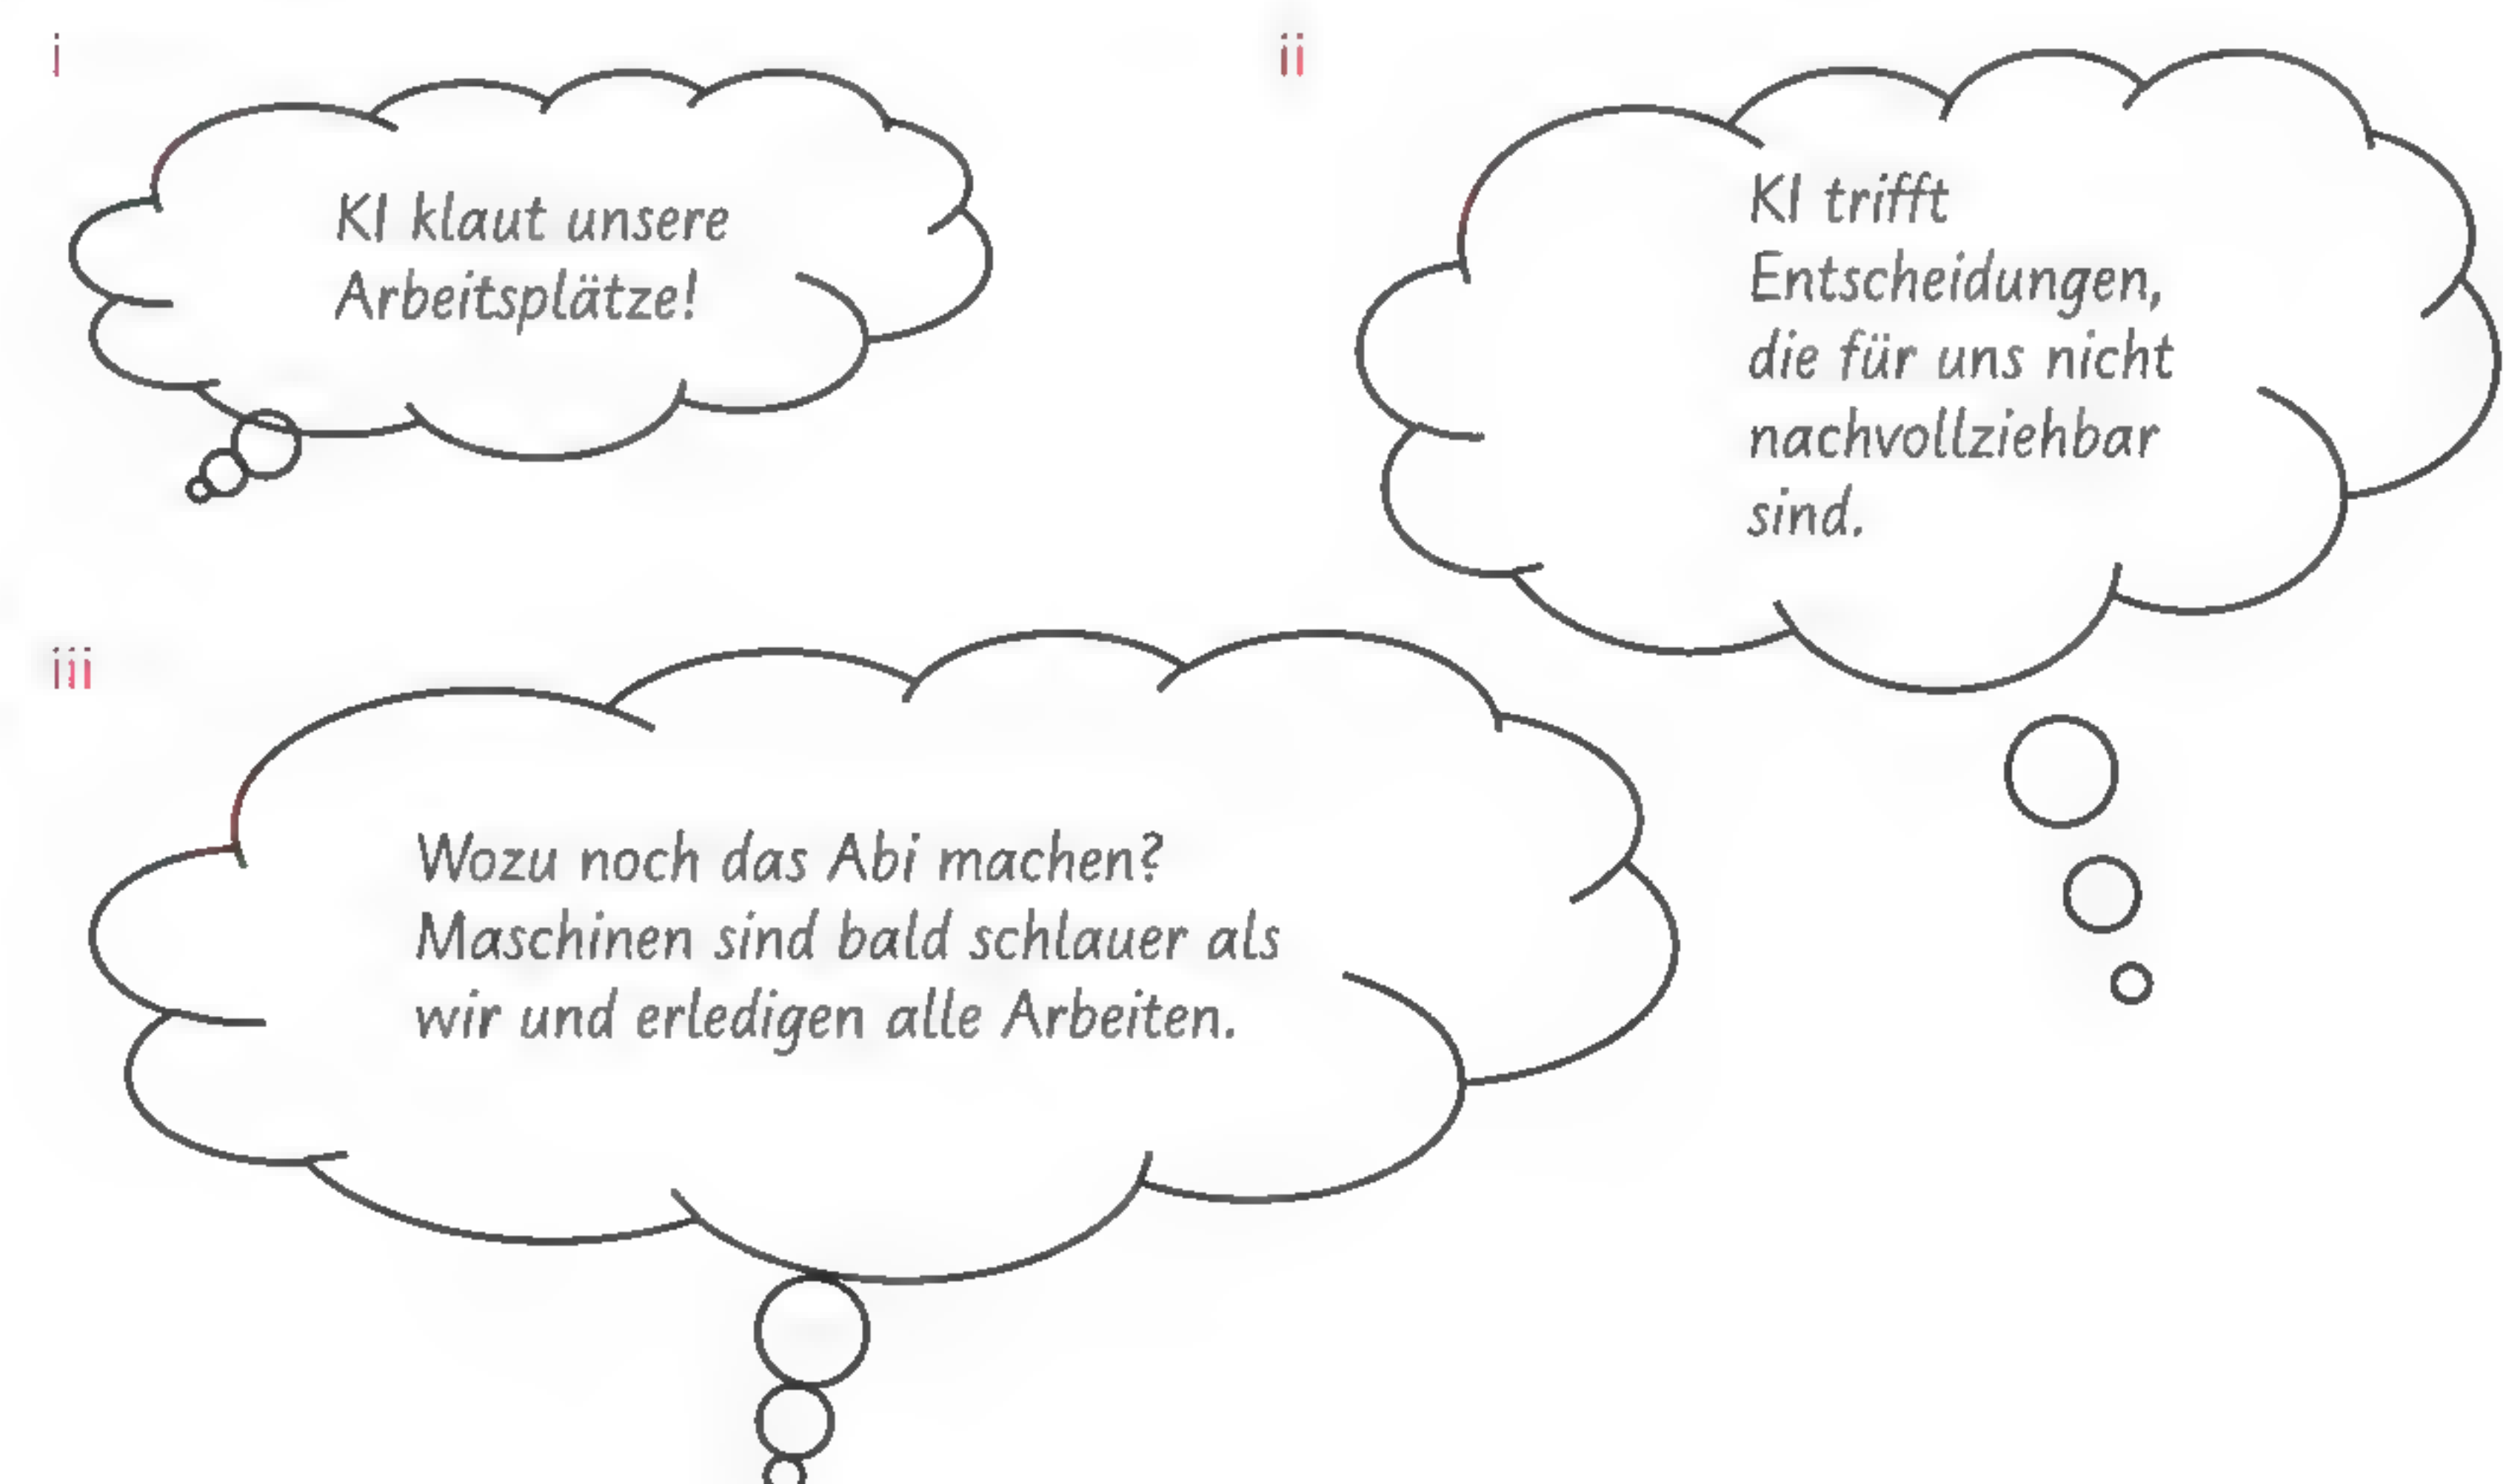 i
KI klaut unsere
Arbeitsplätze!
ii
KI trifft
Entscheidungen,
die für uns nicht
nachvollziehbar
sind.
iii
Wozu noch das Abi machen?
Maschinen sind bald schlauer als
wir und erledigen alle Arbeiten.